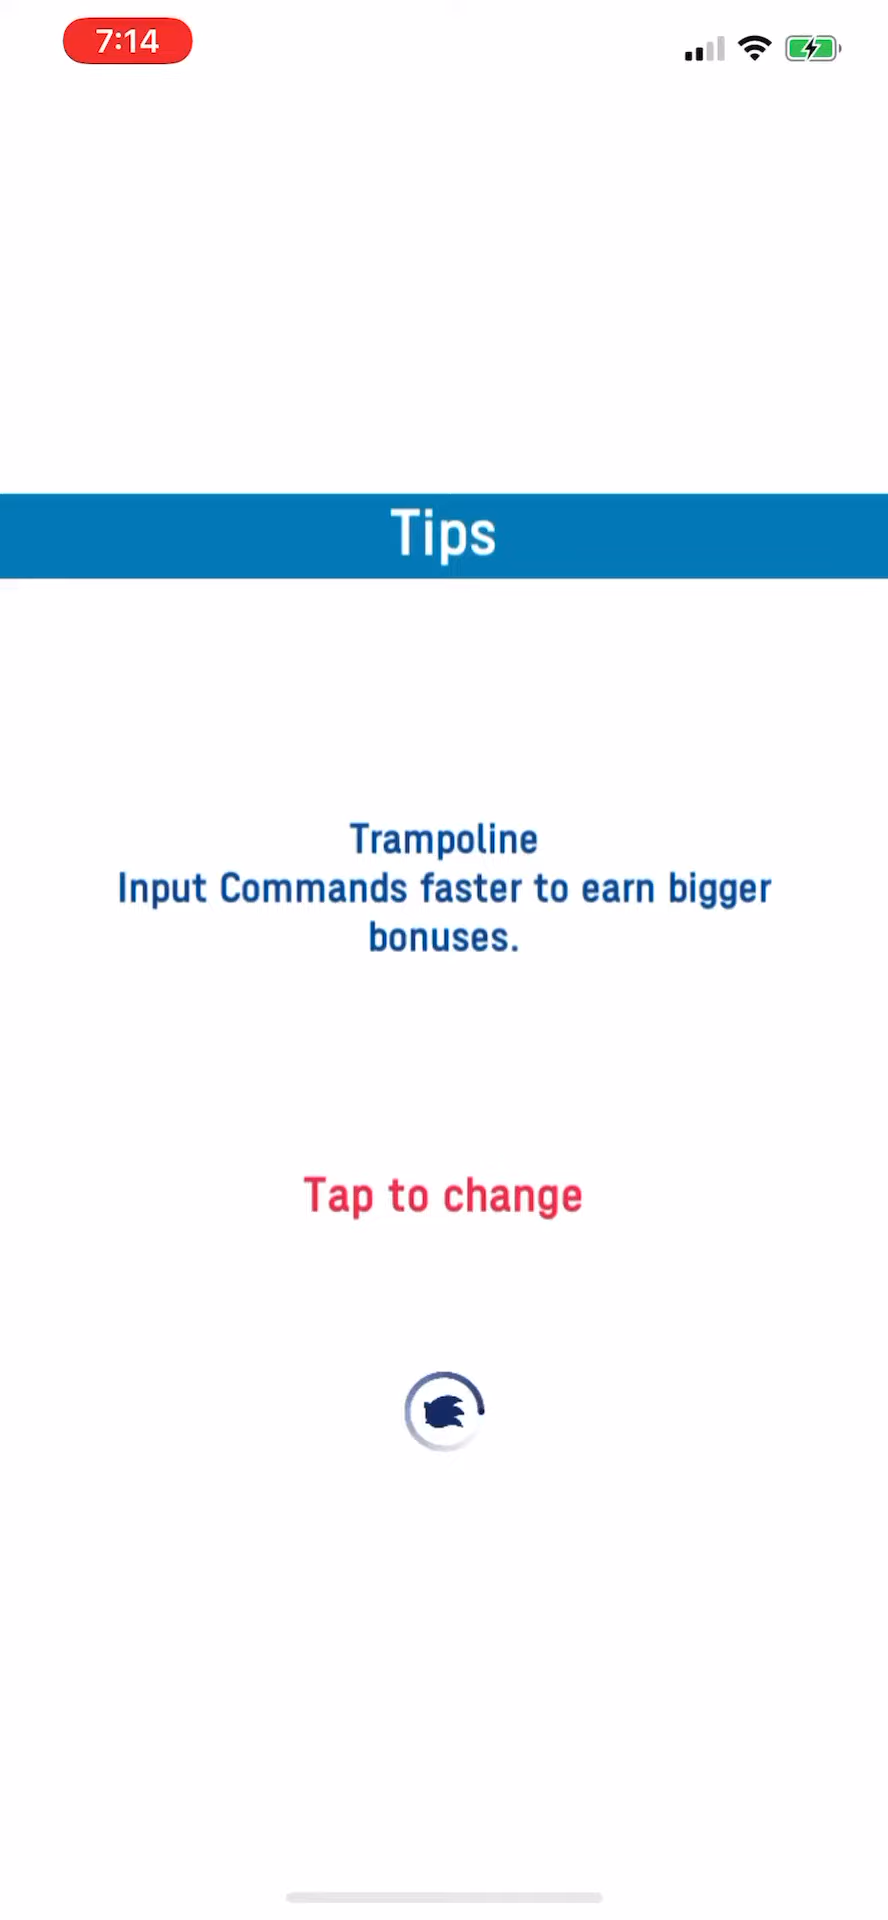 7:14
Tips
Trampoline
Input Commands faster to earn bigger
bonuses.
Tap to change